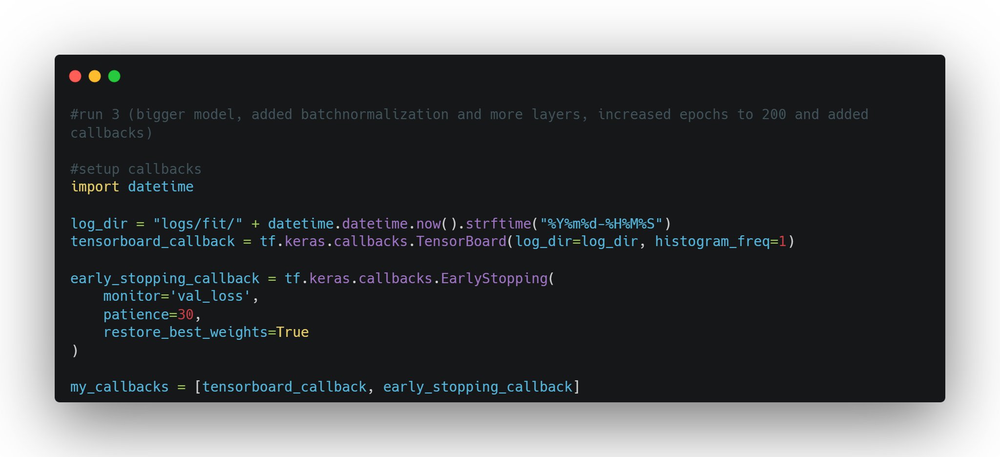 #run 3 (bigger model, added batchnormalization and more layers, increased epochs to 200 and added
callbacks)
#setup callbacks
import datetime
log_dir = "logs/fit/" + datetime.datetime.now().strftime("%Y%m%d-%H%M%S")
tensorboard_callback = tf.keras.callbacks.TensorBoard(log_dir=log_dir, histogram_freq=1)
early_stopping_callback = tf.keras.callbacks.EarlyStopping(
    monitor='val_loss',
    patience=30,
    restore_best_weights=True
)
my_callbacks = [tensorboard_callback, early_stopping_callback]